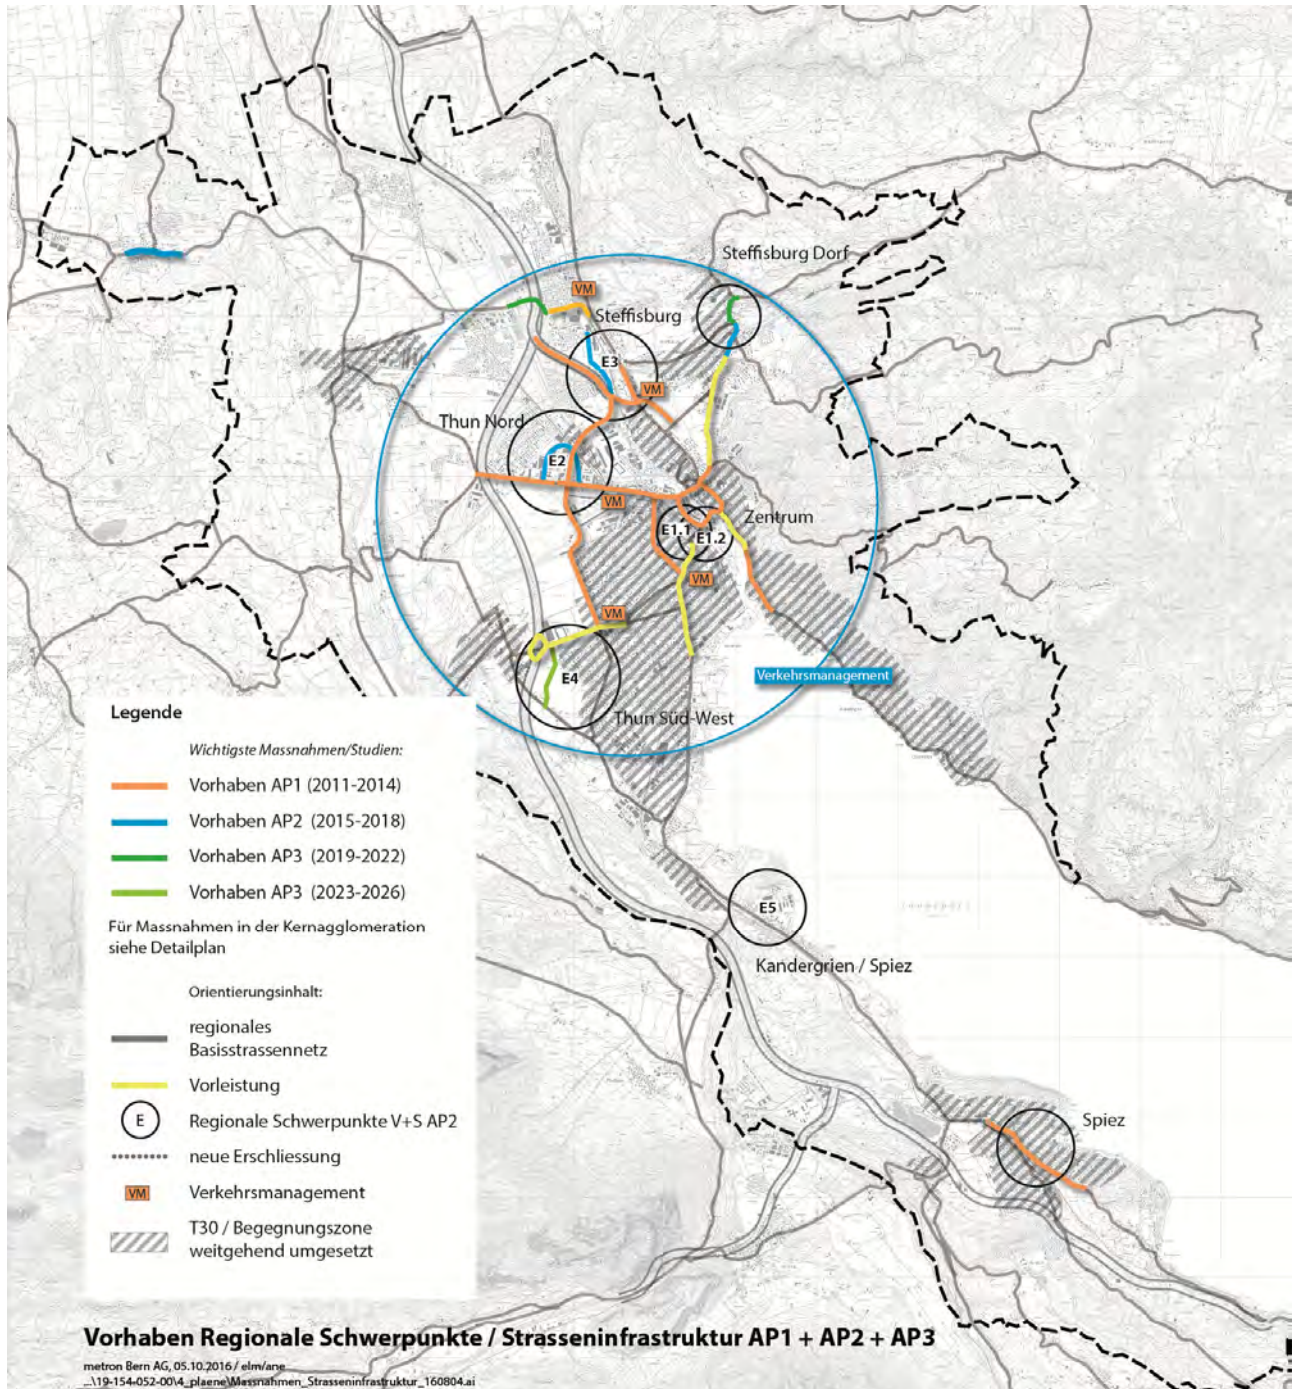 Steffisburg Dorf
VM
Steffisburg
E3
VM
Thun Nord
E2
VM
Zentrum
E1.1
E1.2
VM
VM
Verkehrsmanagement
E4
Thun Süd-West
Legende
Wichtigste Massnahmen/Studien:
Vorhaben AP1 (2011-2014)
Vorhaben AP2 (2015-2018)
Vorhaben AP3 (2019-2022)
Vorhaben AP3 (2023-2026)
Für Massnahmen in der Kernagglomeration
siehe Detailplan
Orientierungsinhalt:
regionales
Basisstrassennetz
Vorleistung
E
Regionale Schwerpunkte V+S AP2
neue Erschliessung
VM
Verkehrsmanagement
T30 / Begegnungszone
weitgehend umgesetzt
E5
Kandergrien / Spiez
Spiez
Vorhaben Regionale Schwerpunkte / Strasseninfrastruktur AP1 + AP2 + AP3
metron Bern AG, 05.10.2016 / elm/ane
...\19-154-052-00\4_plaene\Massnahmen_Strasseninfrastruktur_160804.ai